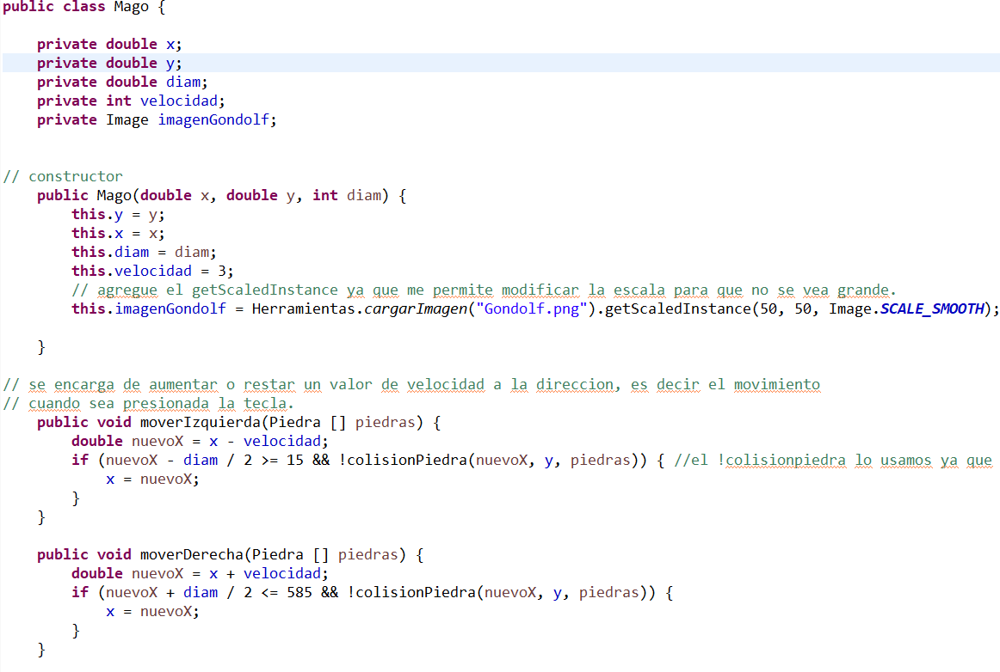 public class Mago {
private double x;
private double y;
private double diam;
private int velocidad;
private Image imagenGondolf;
// constructor
public Mago(double x, double y, int diam) {
this.y = y;
this.x = x;
this.diam = diam;
this.velocidad = 3;
// agregue el getScaledInstance ya que me permite modificar la escala para que no se vea grande.
this.imagenGondolf = Herramientas.cargarImagen("Gondolf.png").getScaledInstance(50, 50, Image.SCALE_SMOOTH);
}
// se encarga de aumentar o restar un valor de velocidad a la direccion, es decir el movimiento
// cuando sea presionada la tecla.
public void moverIzquierda(Piedra [] piedras) {
double nuevoX = x - velocidad;
if (nuevoX - diam / 2 >= 15 && !colisionPiedra(nuevoX, y, piedras)) { //el !colisionpiedra lo usamos ya que
x = nuevoX;
}
}
public void moverDerecha(Piedra [] piedras) {
double nuevoX = x + velocidad;
if (nuevoX + diam / 2 <= 585 && !colisionPiedra(nuevoX, y, piedras)) {
x = nuevoX;
}
}